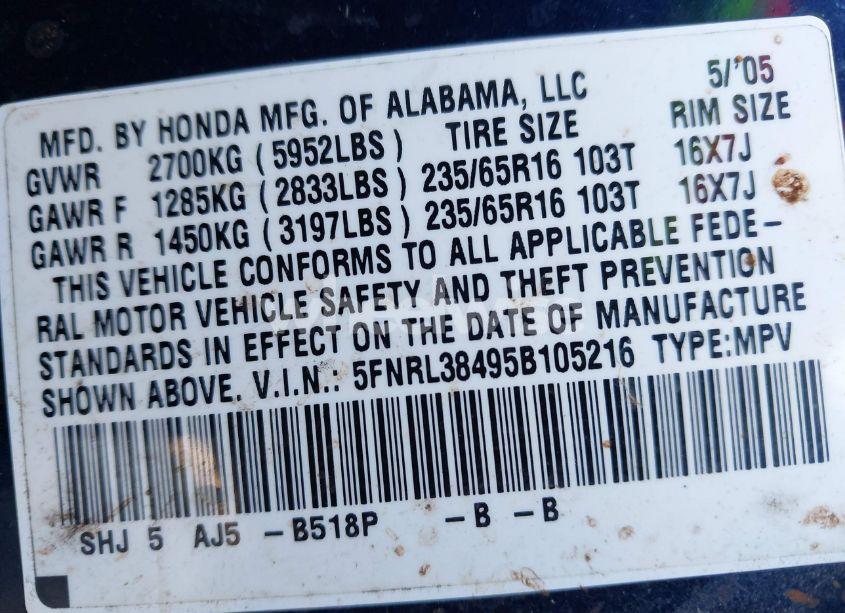 MFD. BY HONDA MFG. OF ALABAMA, LLC 5/'05
GVWR 2700KG ( 5952LBS ) TIRE SIZE RIM SIZE
GAWR F 1285KG ( 2833LBS ) 235/65R16 103T 16X7J
GAWR R 1450KG ( 3197LBS ) 235/65R16 103T 16X7J
THIS VEHICLE CONFORMS TO ALL APPLICABLE FEDE-
RAL MOTOR VEHICLE SAFETY AND THEFT PREVENTION
STANDARDS IN EFFECT ON THE DATE OF MANUFACTURE
SHOWN ABOVE. V.I.N.: 5FNRL38495B105216 TYPE:MPV
SHJ 5 AJ5 -B518P -B -B